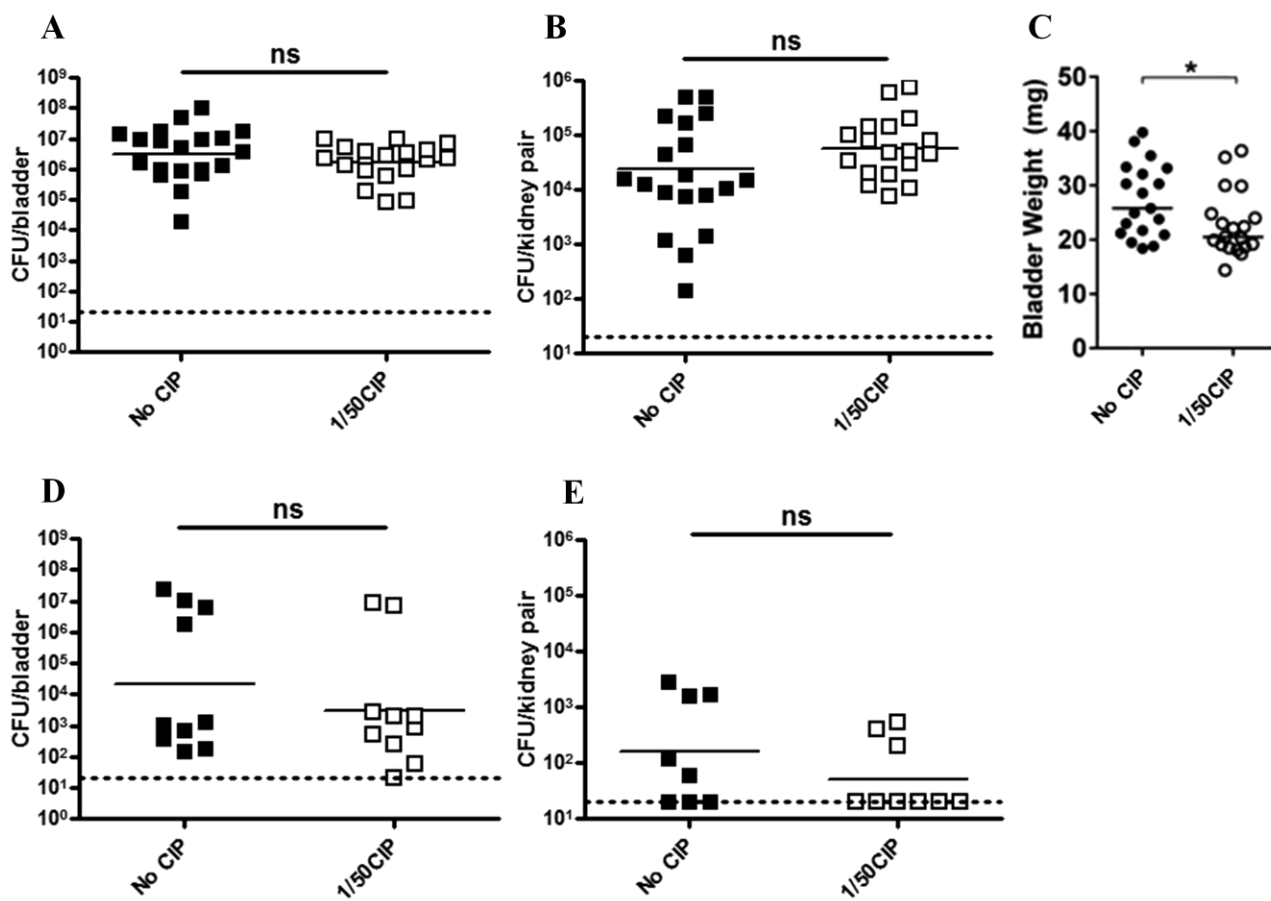 A
ns
CFU/bladder
10⁹
10⁸
10⁷
10⁶
10⁵
10⁴
10³
10²
10¹
10⁰
No CIP
1/50CIP
B
ns
CFU/kidney pair
10⁶
10⁵
10⁴
10³
10²
10¹
No CIP
1/50CIP
C
*
Bladder Weight (mg)
50
40
30
20
10
0
No CIP
1/50CIP
D
ns
CFU/bladder
10⁹
10⁸
10⁷
10⁶
10⁵
10⁴
10³
10²
10¹
10⁰
No CIP
1/50CIP
E
ns
CFU/kidney pair
10⁶
10⁵
10⁴
10³
10²
10¹
No CIP
1/50CIP